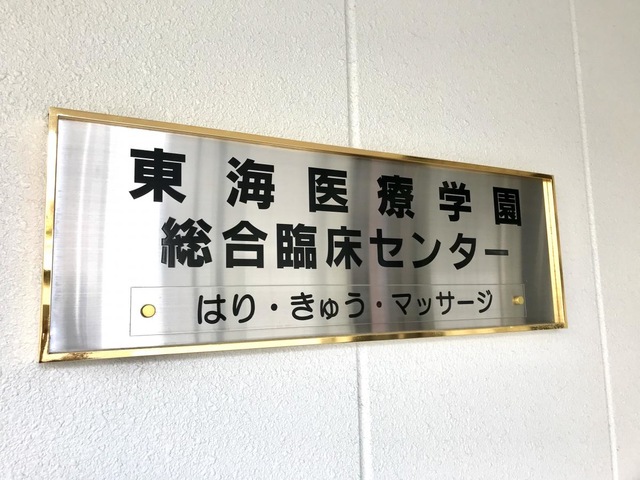 東海医療学園
総合臨床センター
はり・きゅう・マッサージ